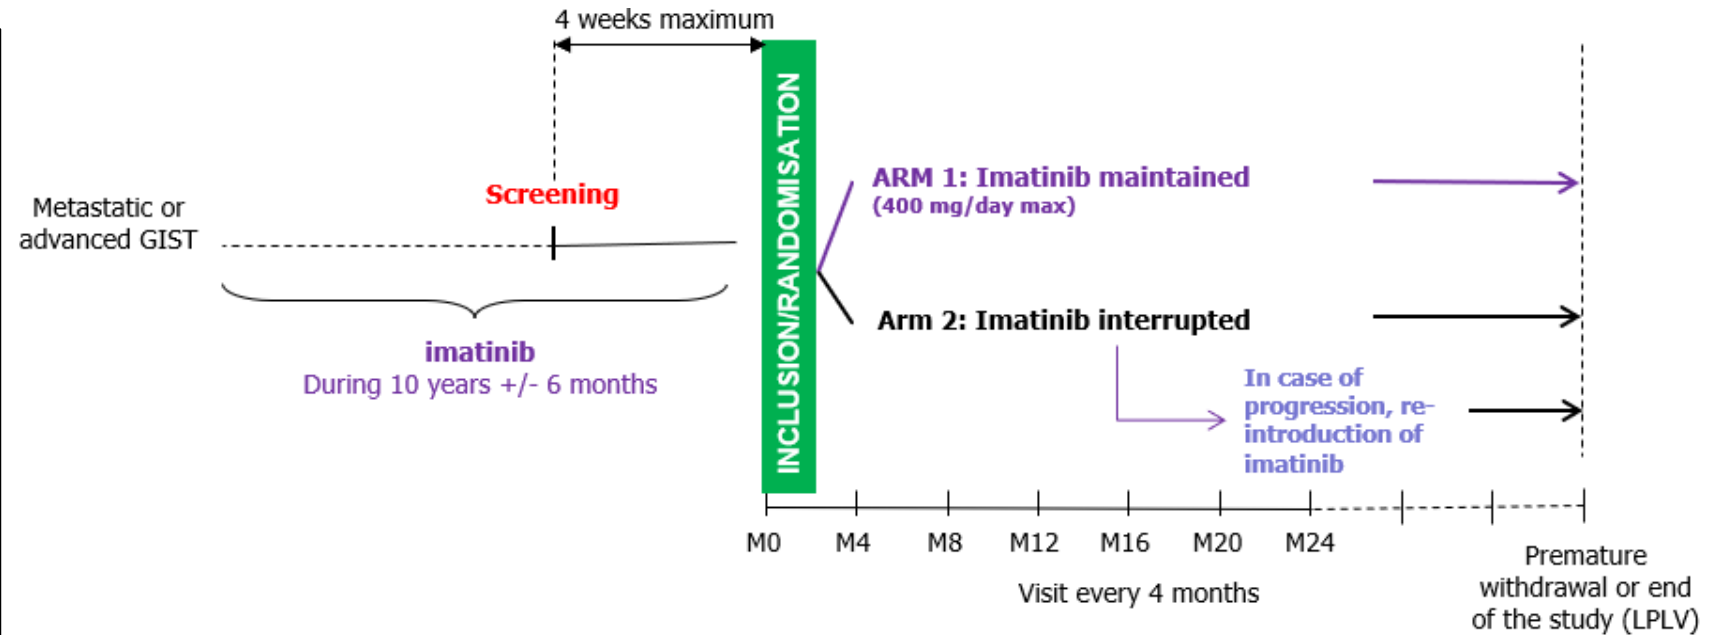 4 weeks maximum
INCLUSION/RANDOMISATION
Screening
Metastatic or
advanced GIST
imatinib
During 10 years +/- 6 months
ARM 1: Imatinib maintained
(400 mg/day max)
Arm 2: Imatinib interrupted
In case of
progression, re-
introduction of
imatinib
M0 M4 M8 M12 M16 M20 M24
Visit every 4 months
Premature
withdrawal or end
of the study (LPLV)